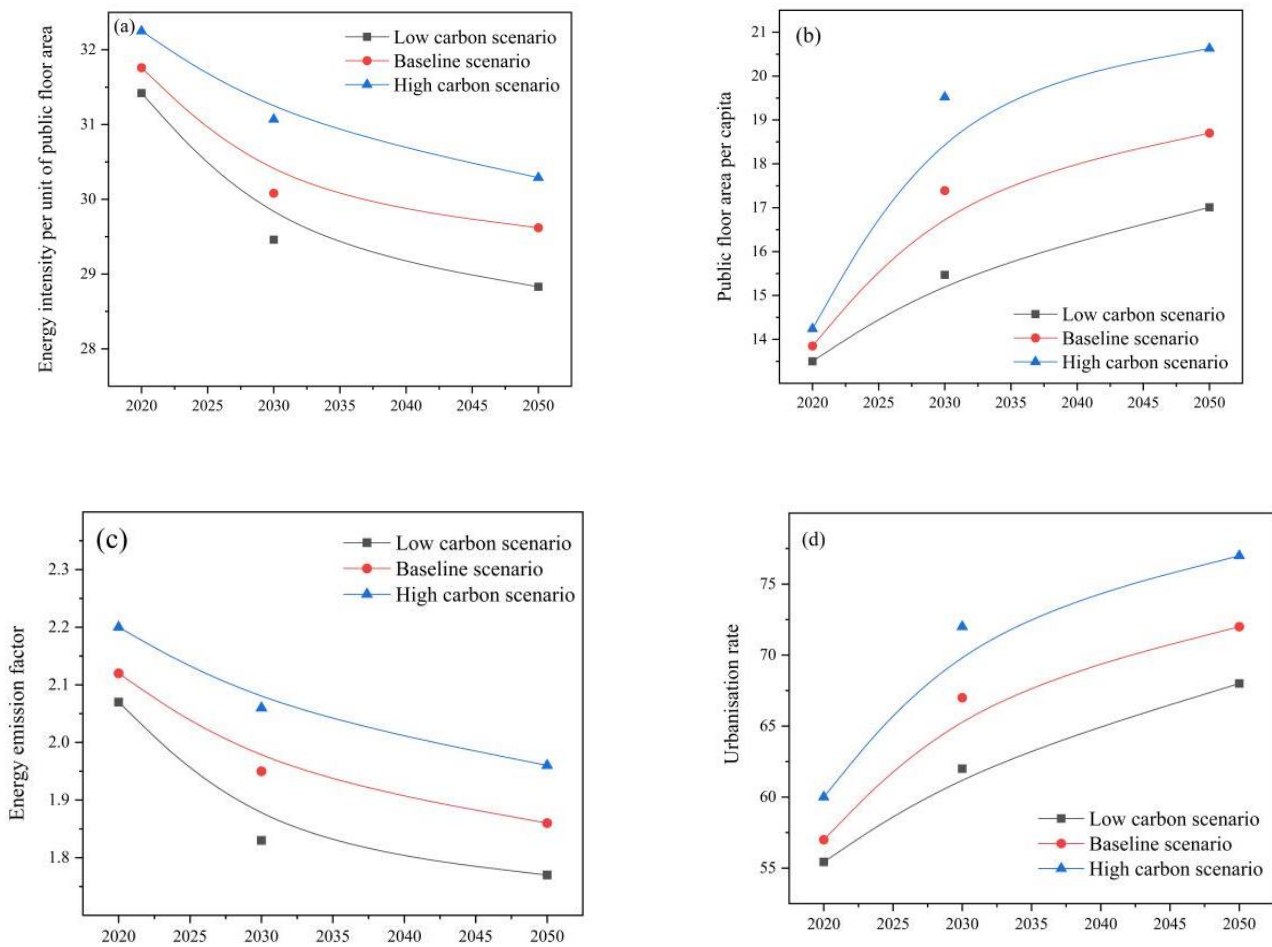 (a)
Low carbon scenario
Baseline scenario
High carbon scenario
Energy intensity per unit of public floor area
32
31
30
29
28
2020 2025 2030 2035 2040 2045 2050
(b)
Low carbon scenario
Baseline scenario
High carbon scenario
Public floor area per capita
21
20
19
18
17
16
15
14
2020 2025 2030 2035 2040 2045 2050
(c)
Low carbon scenario
Baseline scenario
High carbon scenario
Energy emission factor
2.3
2.2
2.1
2.0
1.9
1.8
2020 2025 2030 2035 2040 2045 2050
(d)
Low carbon scenario
Baseline scenario
High carbon scenario
Urbanisation rate
75
70
65
60
55
2020 2025 2030 2035 2040 2045 2050